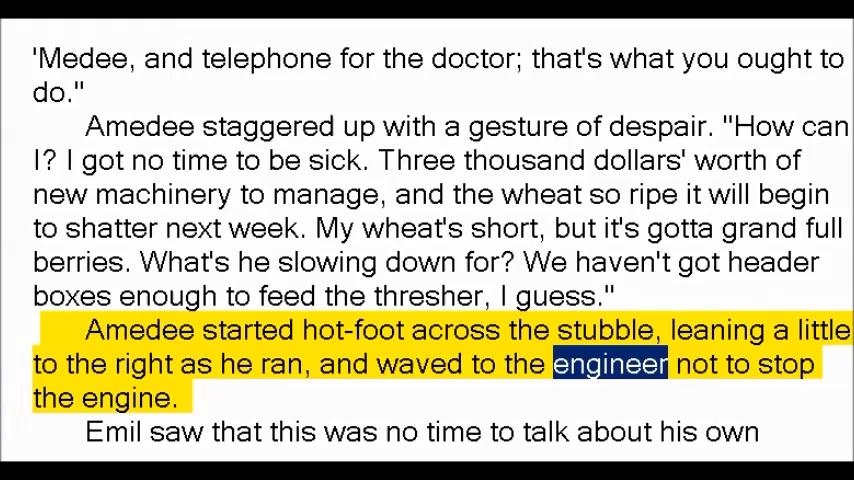 'Medee, and telephone for the doctor; that's what you ought to
do."
Amedee staggered up with a gesture of despair. "How can
I? I got no time to be sick. Three thousand dollars' worth of
new machinery to manage, and the wheat so ripe it will begin
to shatter next week. My wheat's short, but it's gotta grand full
berries. What's he slowing down for? We haven't got header
boxes enough to feed the thresher, I guess."
Amedee started hot-foot across the stubble, leaning a little
to the right as he ran, and waved to the engineer not to stop
the engine.
Emil saw that this was no time to talk about his own